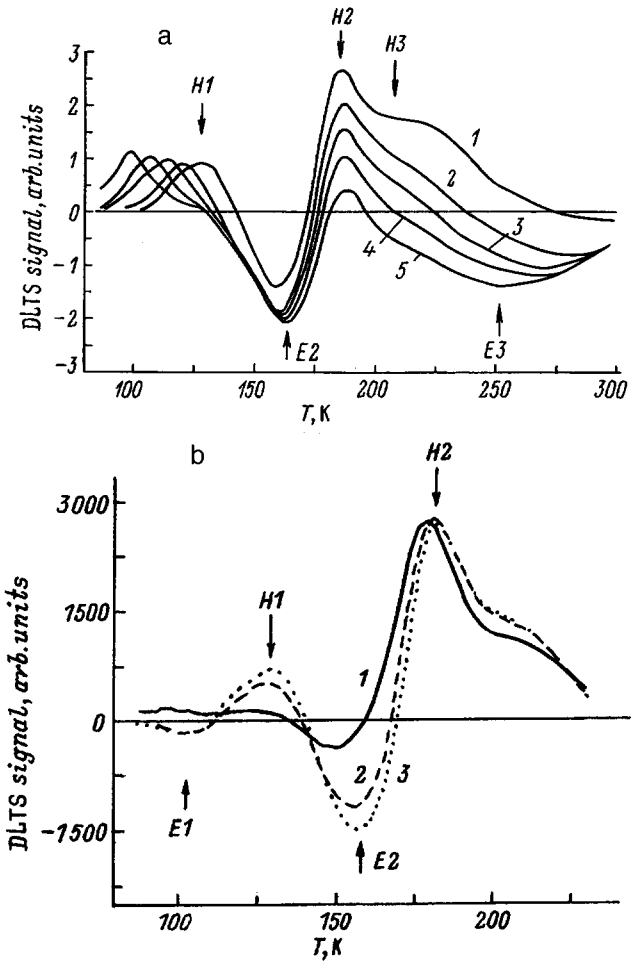 a
H2
H3
H1
3
2
1
0
-1
-2
-3
DLTS signal, arb.units
1
2
3
4
5
E2
E3
100 150 200 250 300
T, K
b
H2
H1
3000
1500
0
-1500
DLTS signal, arb.units
1
2 3
E1
E2
100 150 200
T, K